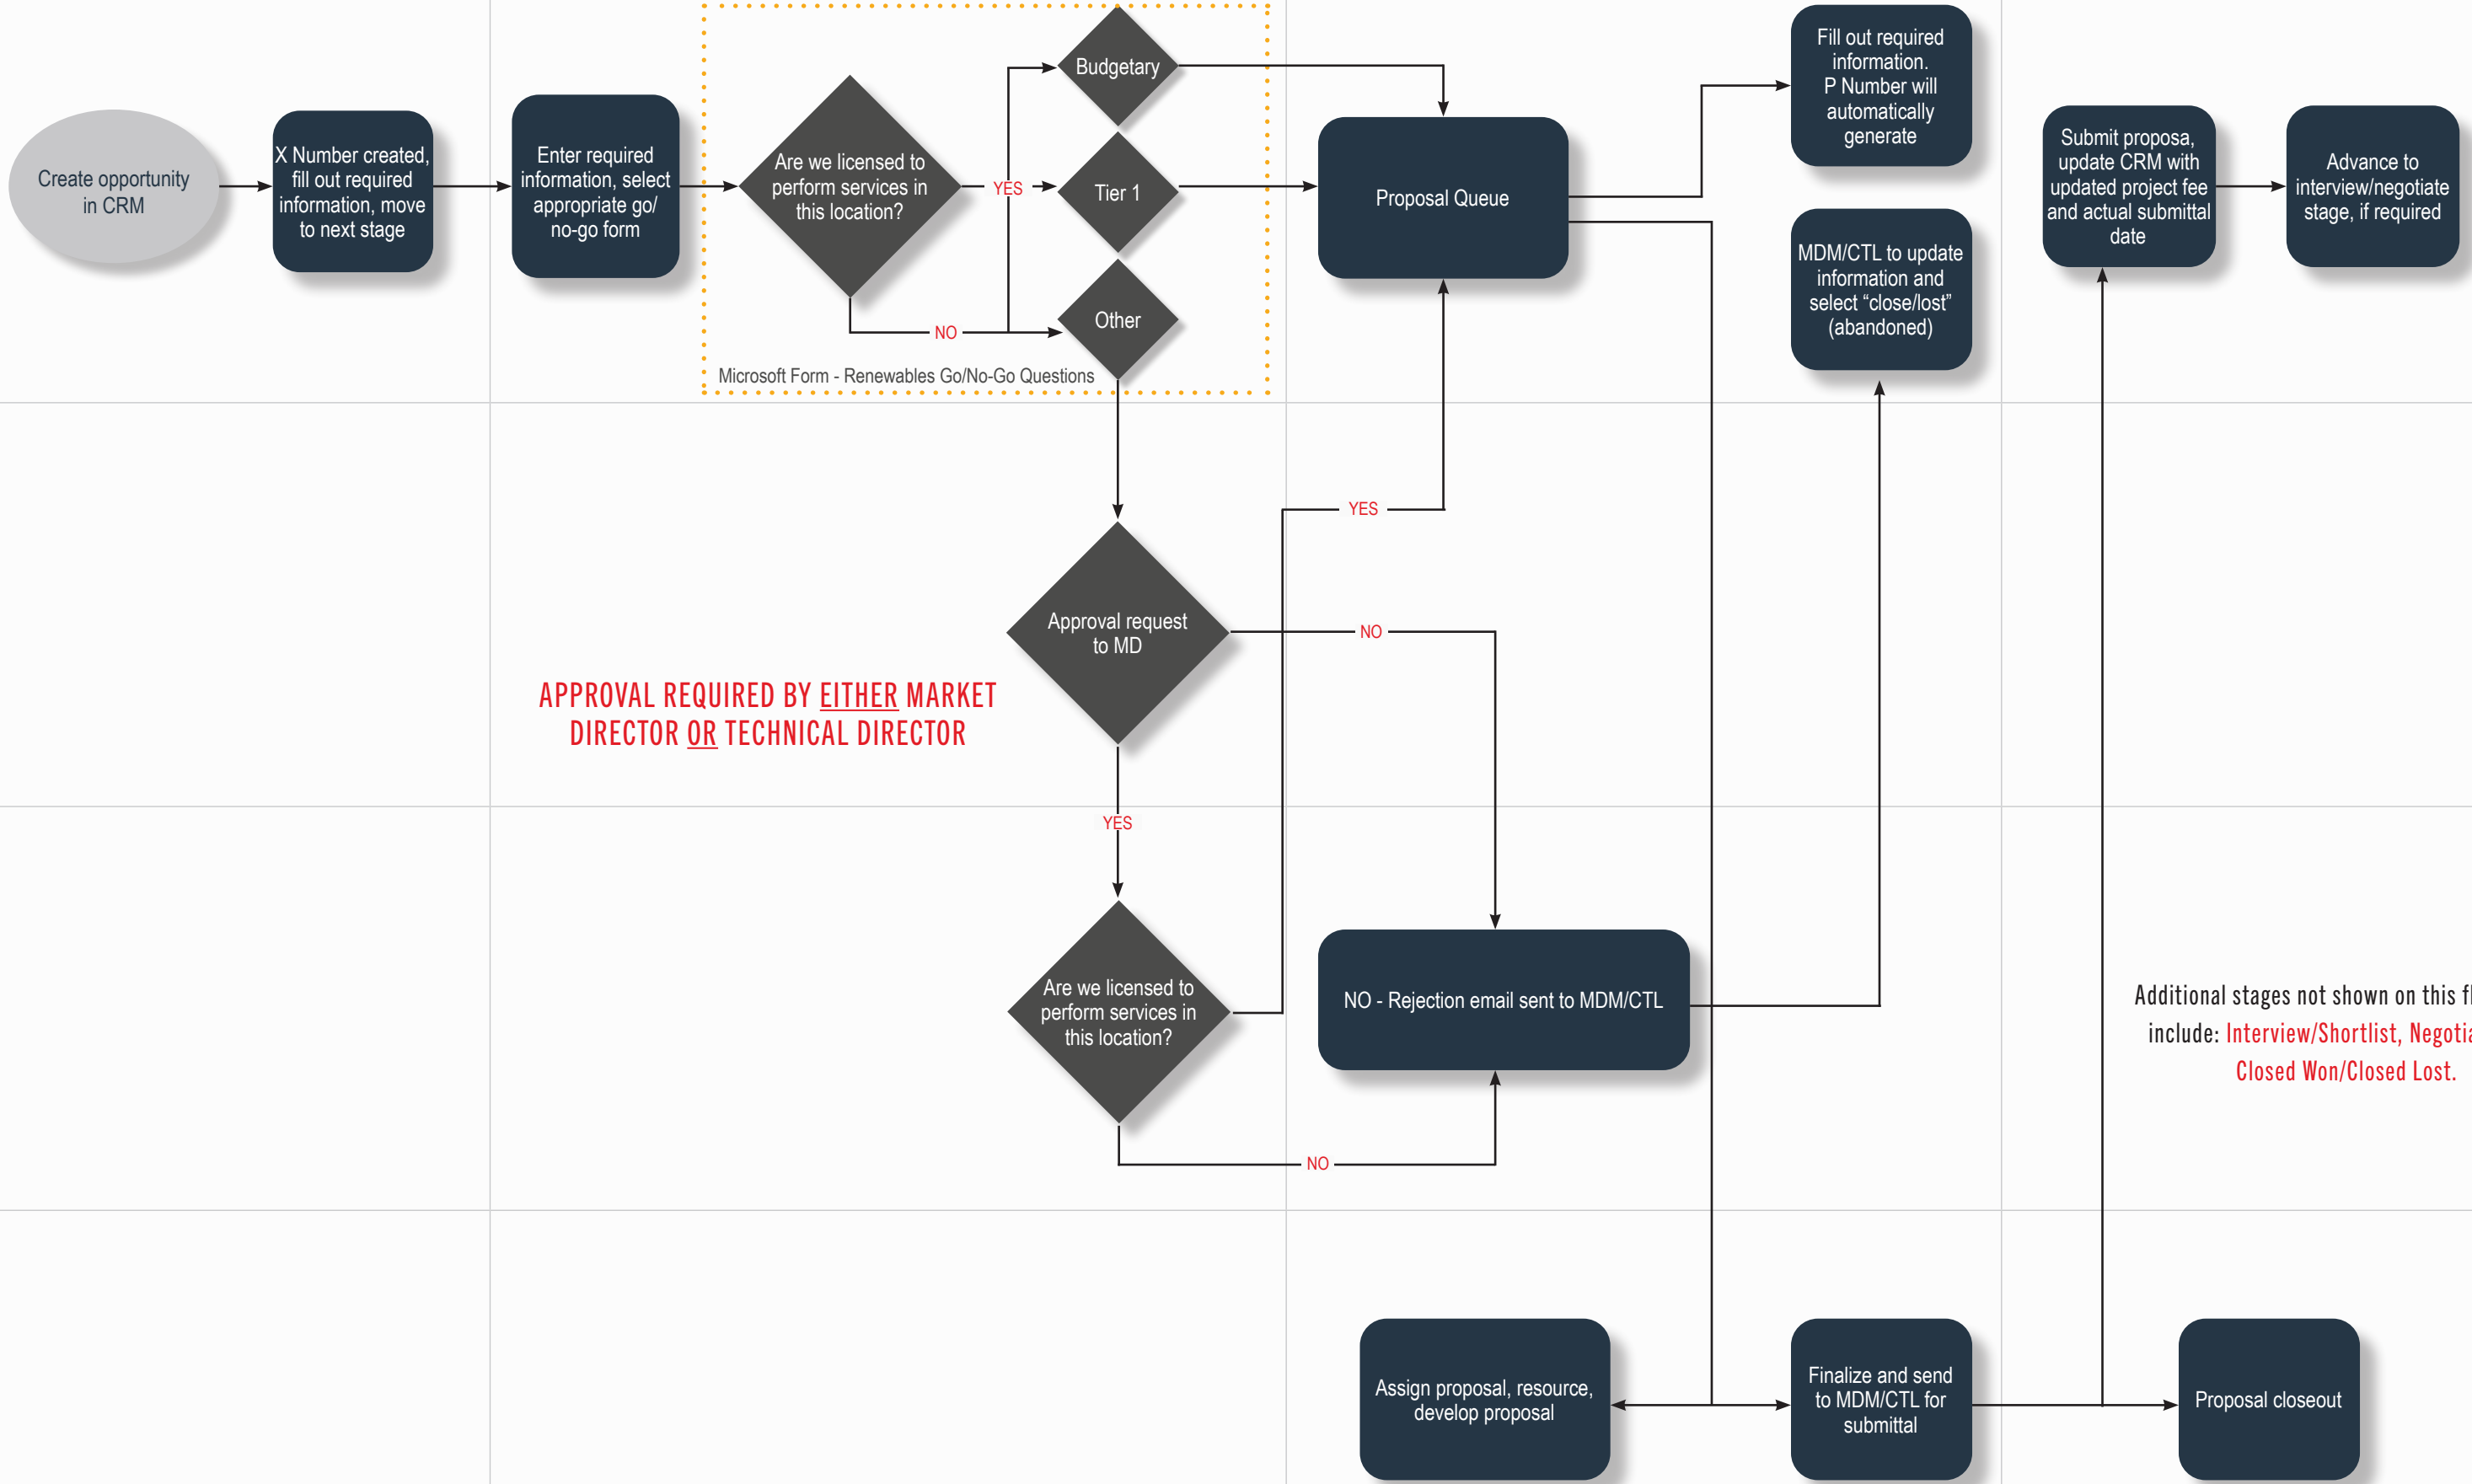 Create opportunity
in CRM
X Number created,
fill out required
information, move
to next stage
Enter required
information, select
appropriate go/
no-go form
Are we licensed to
perform services in
this location?
YES
NO
Budgetary
Tier 1
Other
Microsoft Form - Renewables Go/No-Go Questions
Proposal Queue
Fill out required
information.
P Number will
automatically
generate
MDM/CTL to update
information and
select “close/lost”
(abandoned)
Submit proposa,
update CRM with
updated project fee
and actual submittal
date
Advance to
interview/negotiate
stage, if required
YES
Approval request
to MD
NO
APPROVAL REQUIRED BY EITHER MARKET
DIRECTOR OR TECHNICAL DIRECTOR
YES
Are we licensed to
perform services in
this location?
NO - Rejection email sent to MDM/CTL
NO
Additional stages not shown on this
include: Interview/Shortlist,
Closed Won/Closed Lost.
Assign proposal, resource,
develop proposal
Finalize and send
to MDM/CTL for
submittal
Proposal closeout